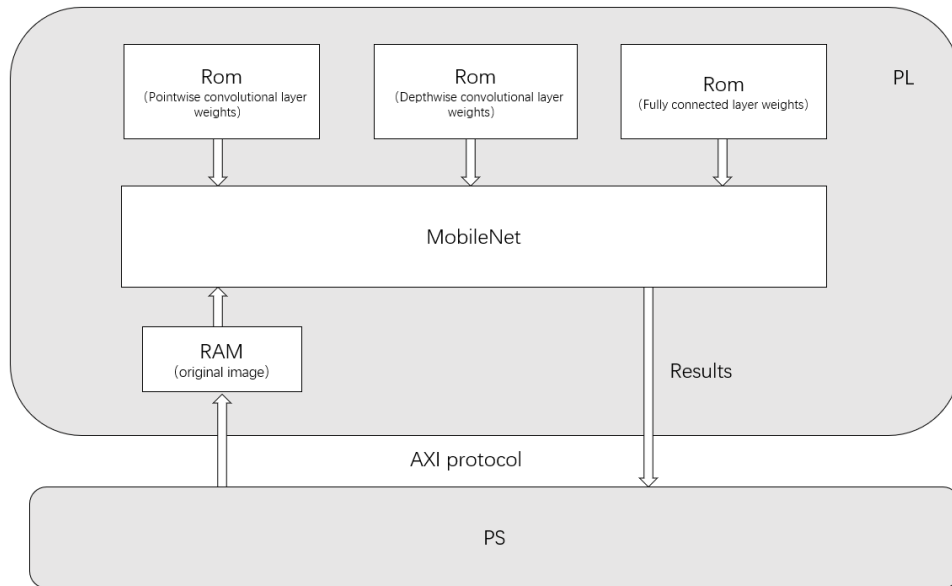 Rom
（Pointwise convolutional layer
weights）
Rom
（Depthwise convolutional layer
weights）
Rom
（Fully connected layer weights）
PL
MobileNet
RAM
（original image）
Results
AXI protocol
PS